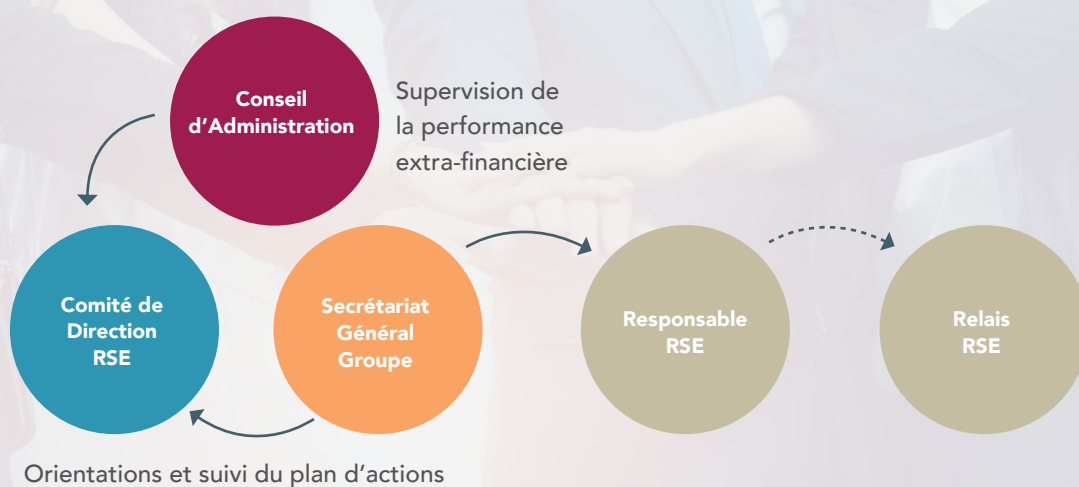 Conseil
d’Administration
Supervision de
la performance
extra-financière
Comité de
Direction
RSE
Secrétariat
Général
Groupe
Responsable
RSE
Relais
RSE
Orientations et suivi du plan d’actions